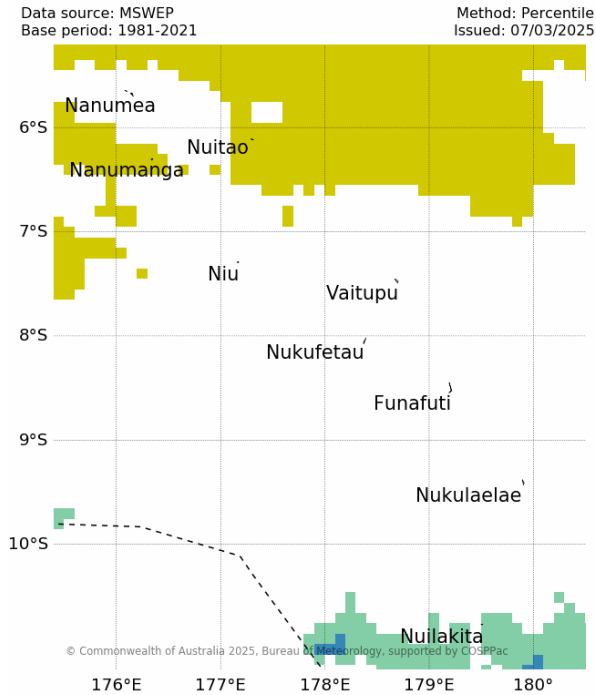 Data source: MSWEP
Method: Percentile
Base period: 1981-2021
Issued: 07/03/2025
Nanumea
6°S
Nuitao
Nanumanga
7°S
Niu
Vaitupu
8°S
Nukufetau
Funafuti
9°S
Nukulaelae
10°S
Nuilakita
© Commonwealth of Australia 2025, Bureau of Meteorology, supported by COSPPac
176°E
177°E
178°E
179°E
180°